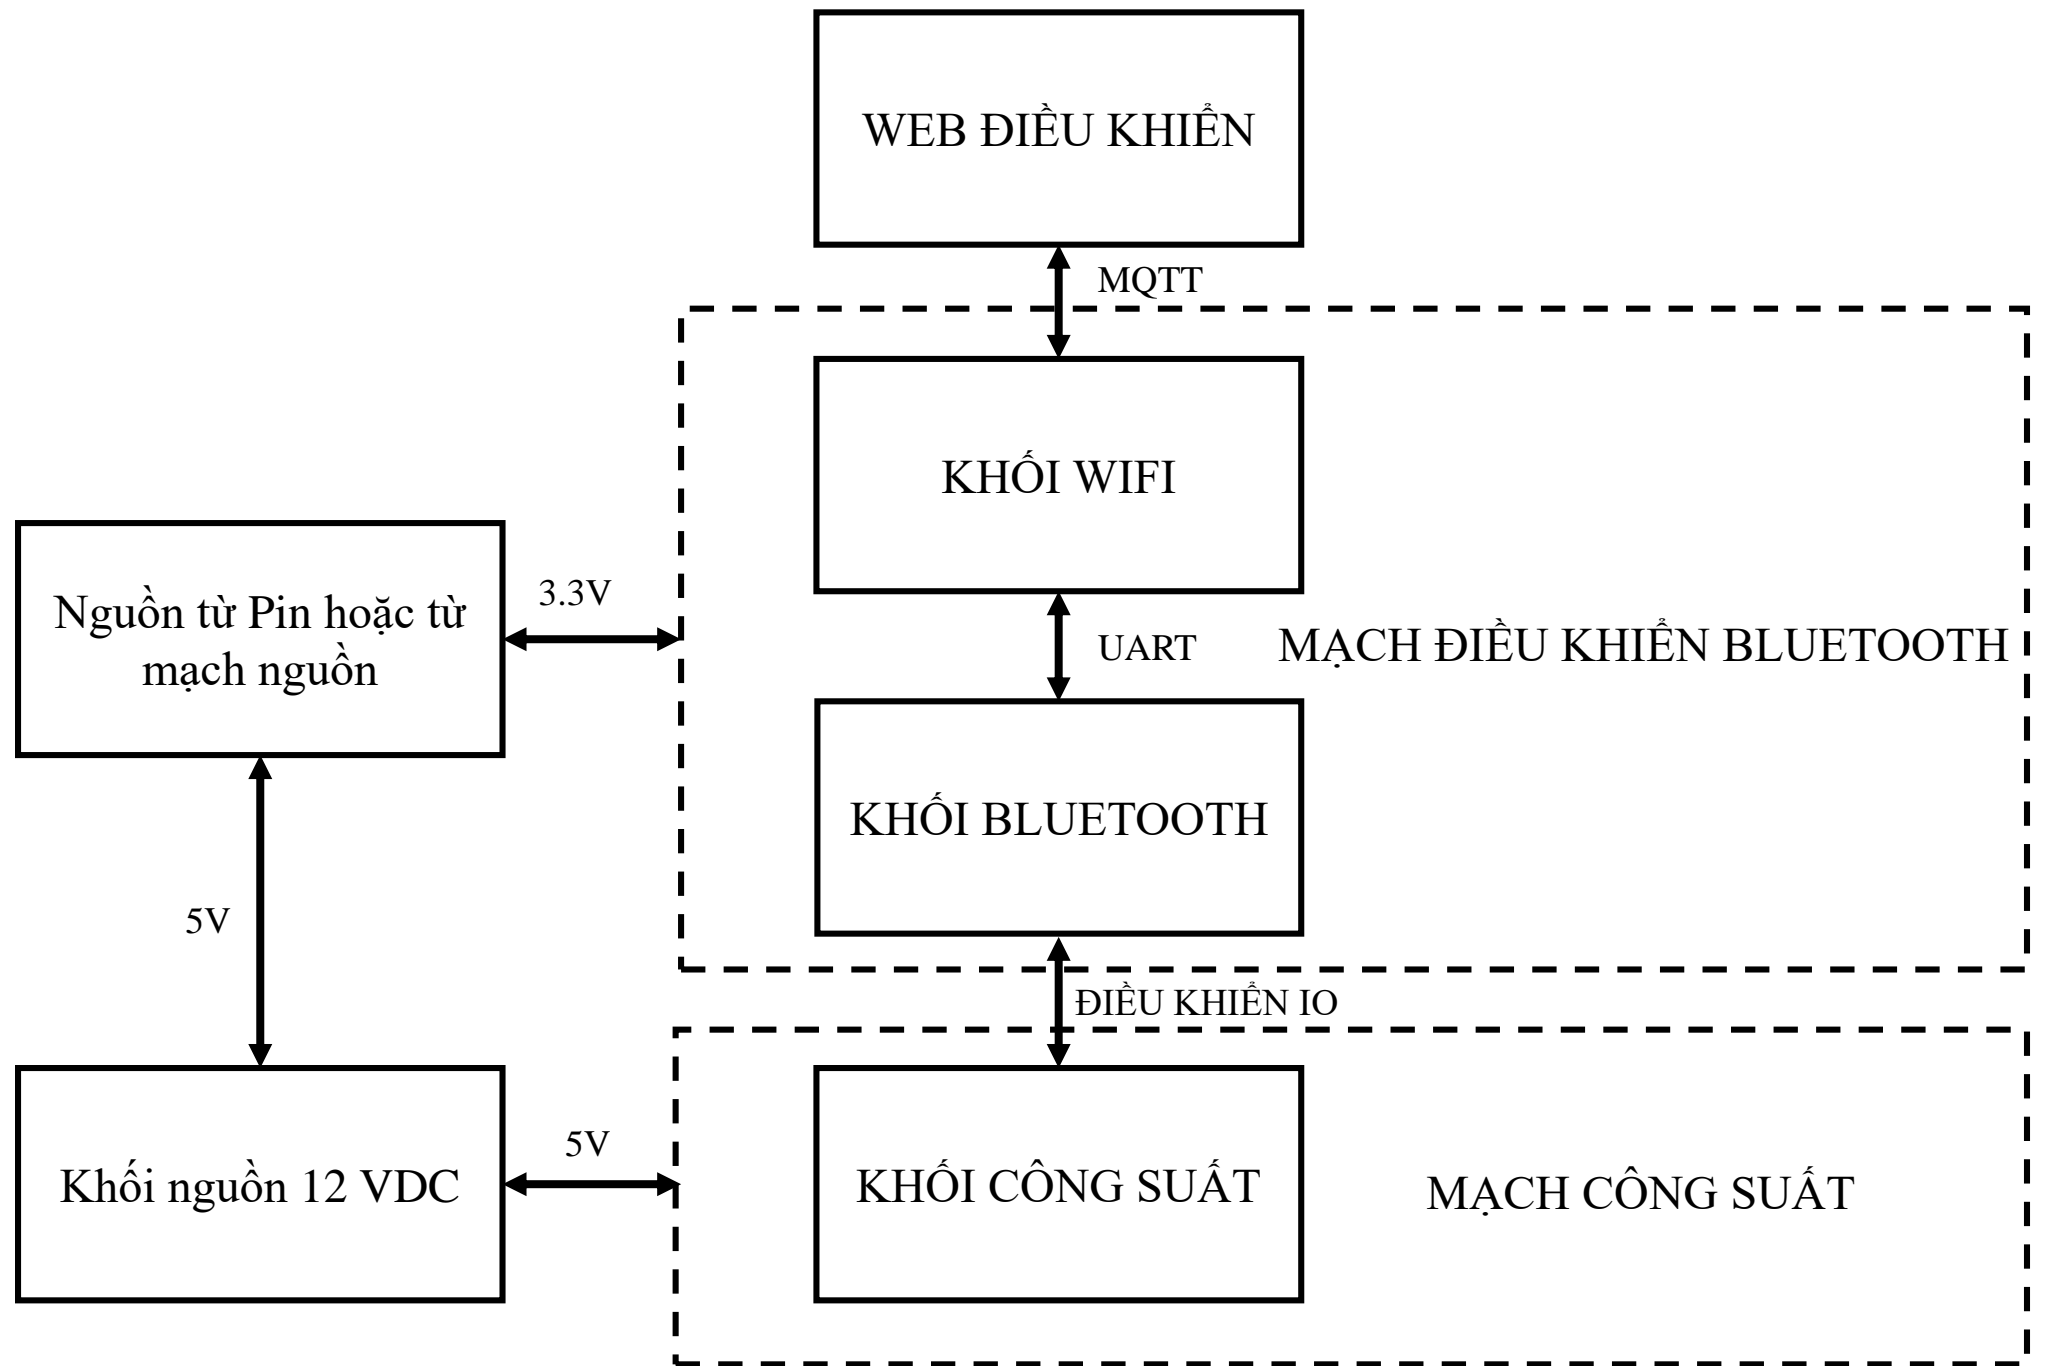 WEB ĐIỀU KHIỂN
MQTT
KHỐI WIFI
Nguồn từ Pin hoặc từ
mạch nguồn
3.3V
UART
MẠCH ĐIỀU KHIỂN BLUETOOTH
KHỐI BLUETOOTH
5V
ĐIỀU KHIỂN IO
Khối nguồn 12 VDC
5V
KHỐI CÔNG SUẤT
MẠCH CÔNG SUẤT